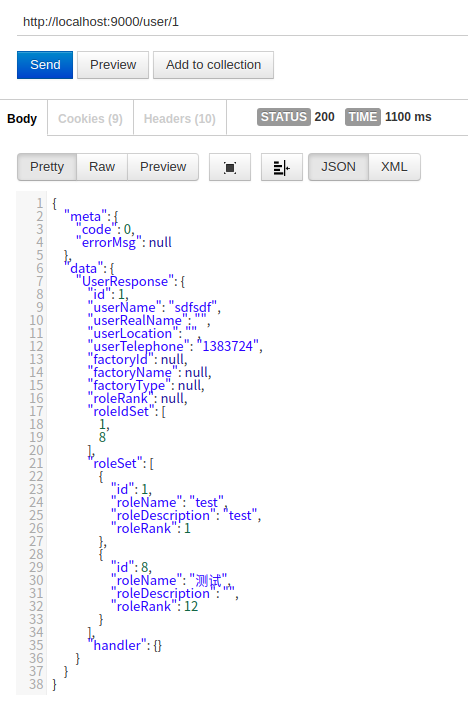 http://localhost:9000/user/1
Send Preview Add to collection
Body Cookies (9) Headers (10) STATUS 200 TIME 1100 ms
Pretty Raw Preview JSON XML
1 {
2 "meta": {
3 "code": 0,
4 "errorMsg": null
5 },
6 "data": {
7 "UserResponse": {
8 "id": 1,
9 "userName": "sdfsdf",
10 "userRealName": "",
11 "userLocation": "",
12 "userTelephone": "1383724",
13 "factoryId": null,
14 "factoryName": null,
15 "factoryType": null,
16 "roleRank": null,
17 "roleIdSet": [
18 1,
19 8
20 ],
21 "roleSet": [
22 {
23 "id": 1,
24 "roleName": "test",
25 "roleDescription": "test",
26 "roleRank": 1
27 },
28 {
29 "id": 8,
30 "roleName": "测试",
31 "roleDescription": "",
32 "roleRank": 12
33 }
34 ],
35 "handler": {}
36 }
37 }
38 }